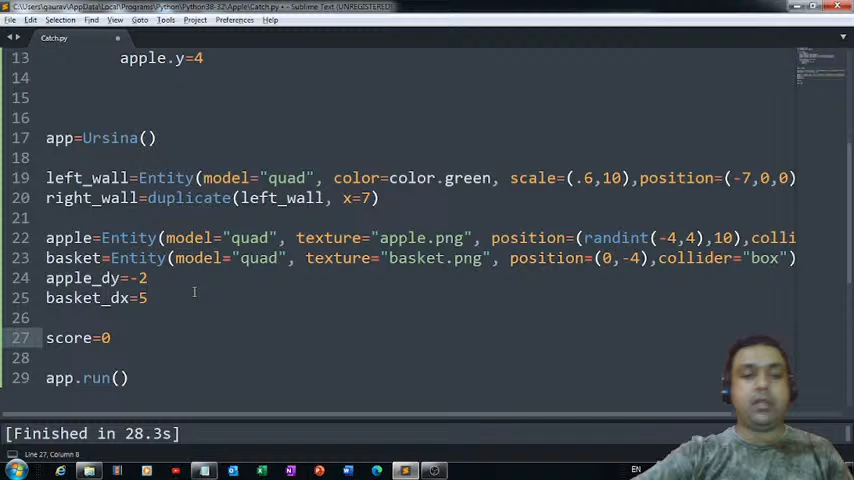 C:\Users\gaurav\AppData\Local\Programs\Python\Python38-32\Apple\Catch.py • - Sublime Text (UNREGISTERED)
File Edit Selection Find View Goto Tools Project Preferences Help
Catch.py
13 apple.y=4
14
15
16
17 app=Ursina()
18
19 left_wall=Entity(model="quad", color=color.green, scale=(.6,10),position=(-7,0,0)
20 right_wall=duplicate(left_wall, x=7)
21
22 apple=Entity(model="quad", texture="apple.png", position=(randint(-4,4),10),colli
23 basket=Entity(model="quad", texture="basket.png", position=(0,-4),collider="box")
24 apple_dy=-2
25 basket_dx=5
26
27 score=0
28
29 app.run()
[Finished in 28.3s]
Line 27, Column 8
EN